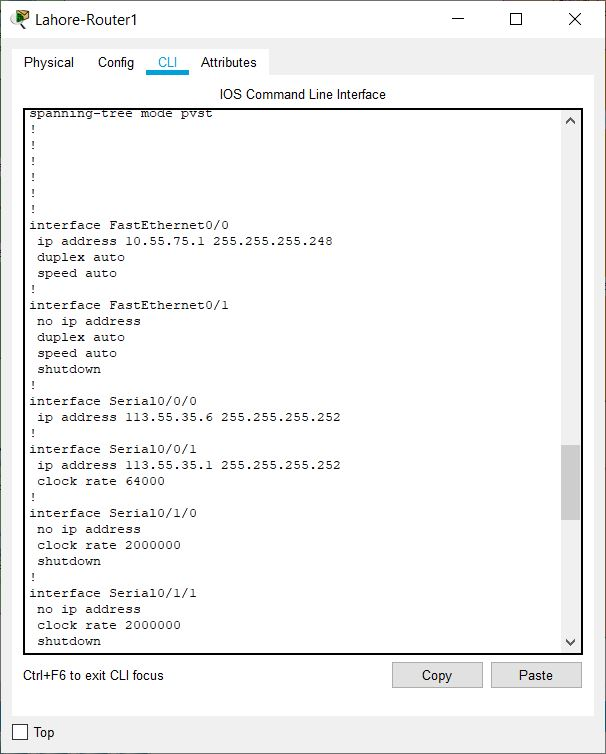 Lahore-Router1
Physical Config CLI Attributes
IOS Command Line Interface
spanning-tree mode pvst
!
!
!
!
!
!
interface FastEthernet0/0
 ip address 10.55.75.1 255.255.255.248
 duplex auto
 speed auto
!
interface FastEthernet0/1
 no ip address
 duplex auto
 speed auto
 shutdown
!
interface Serial0/0/0
 ip address 113.55.35.6 255.255.255.252
!
interface Serial0/0/1
 ip address 113.55.35.1 255.255.255.252
 clock rate 64000
!
interface Serial0/1/0
 no ip address
 clock rate 2000000
 shutdown
!
interface Serial0/1/1
 no ip address
 clock rate 2000000
 shutdown
Ctrl+F6 to exit CLI focus Copy Paste
Top